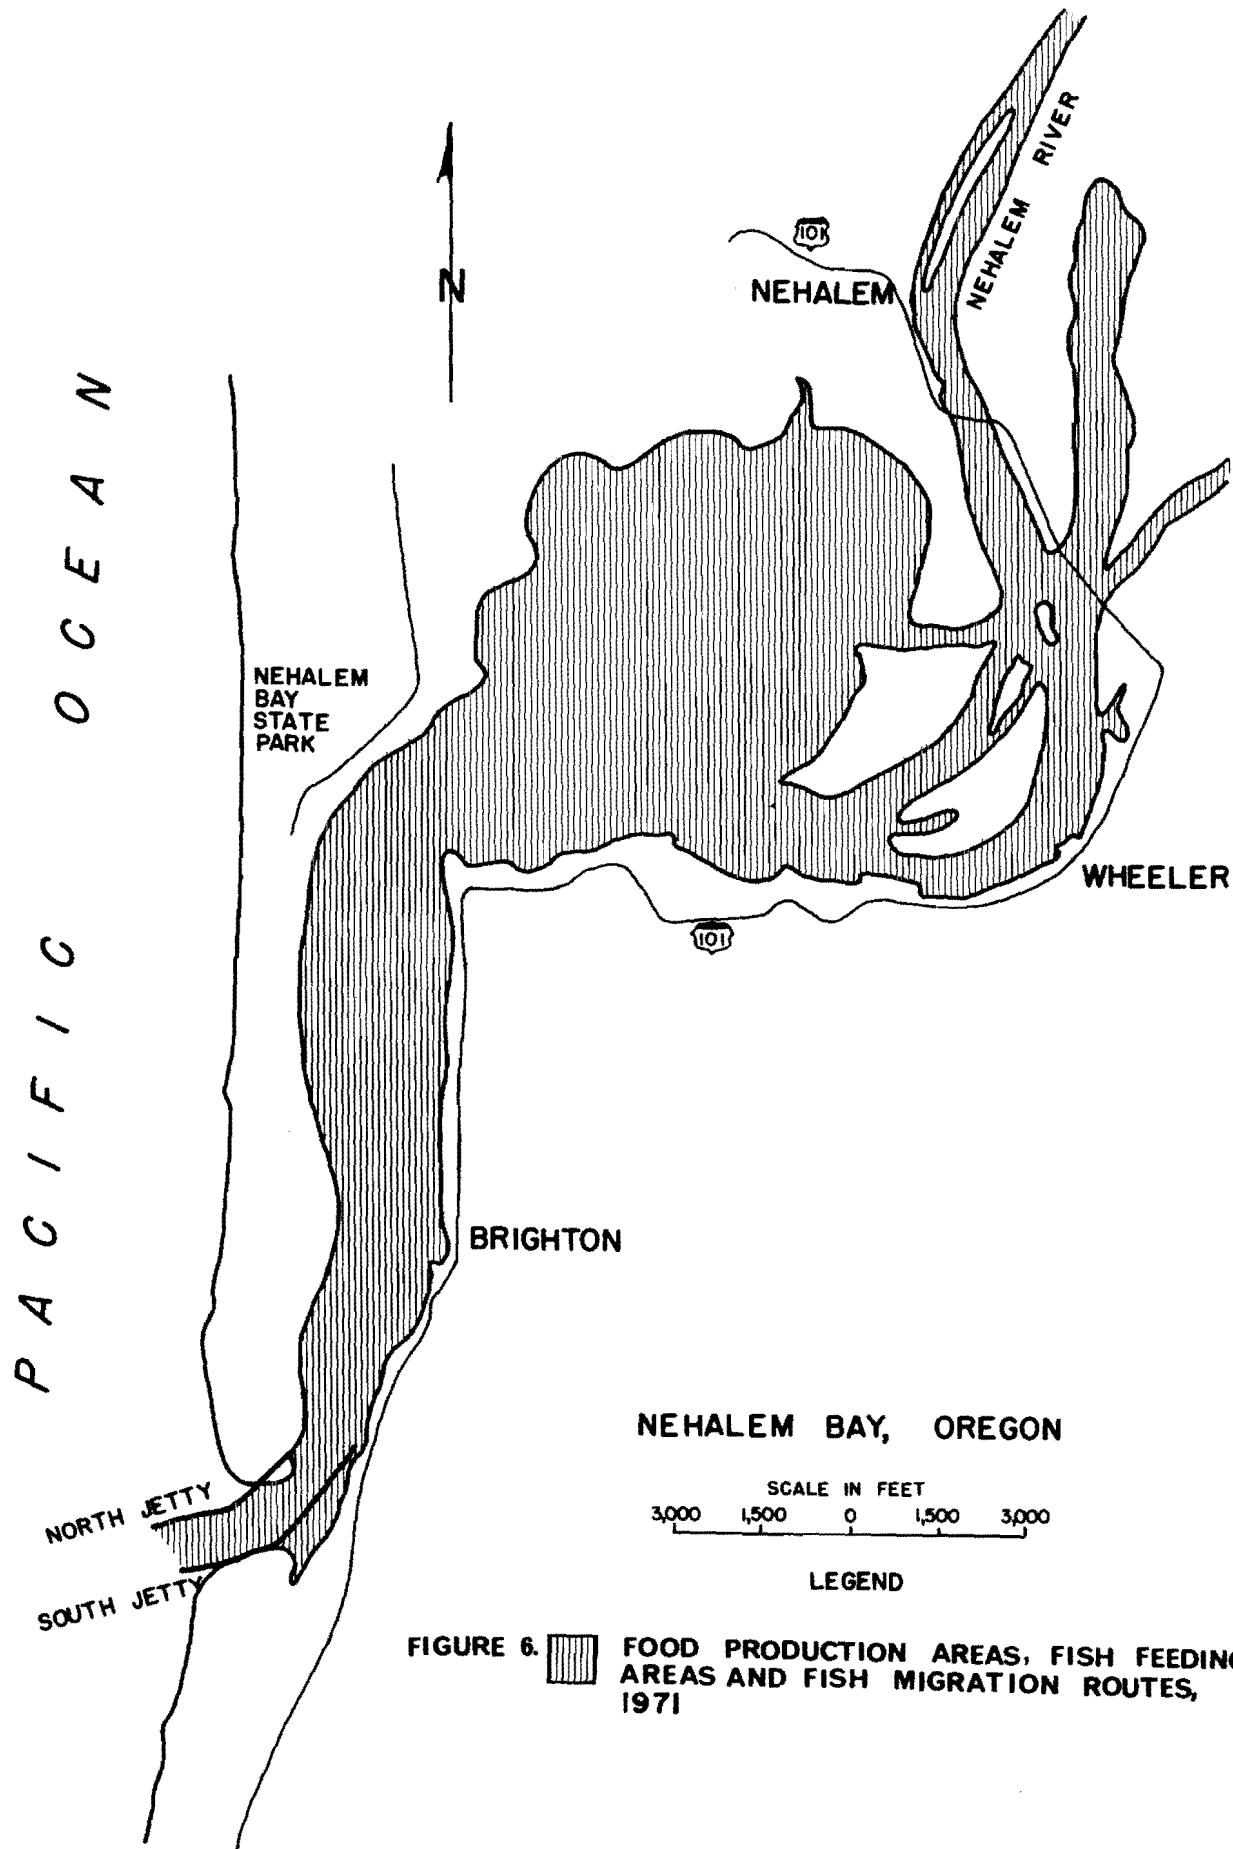 101
NEHALEM
NEHALEM RIVER
N
PACIFIC OCEAN
NEHALEM
BAY
STATE
PARK
WHEELER
101
BRIGHTON
NEHALEM BAY, OREGON
SCALE IN FEET
3,000 1,500 0 1,500 3,000
NORTH JETTY
SOUTH JETTY
LEGEND
FIGURE 6. FOOD PRODUCTION AREAS, FISH FEEDING
AREAS AND FISH MIGRATION ROUTES,
1971